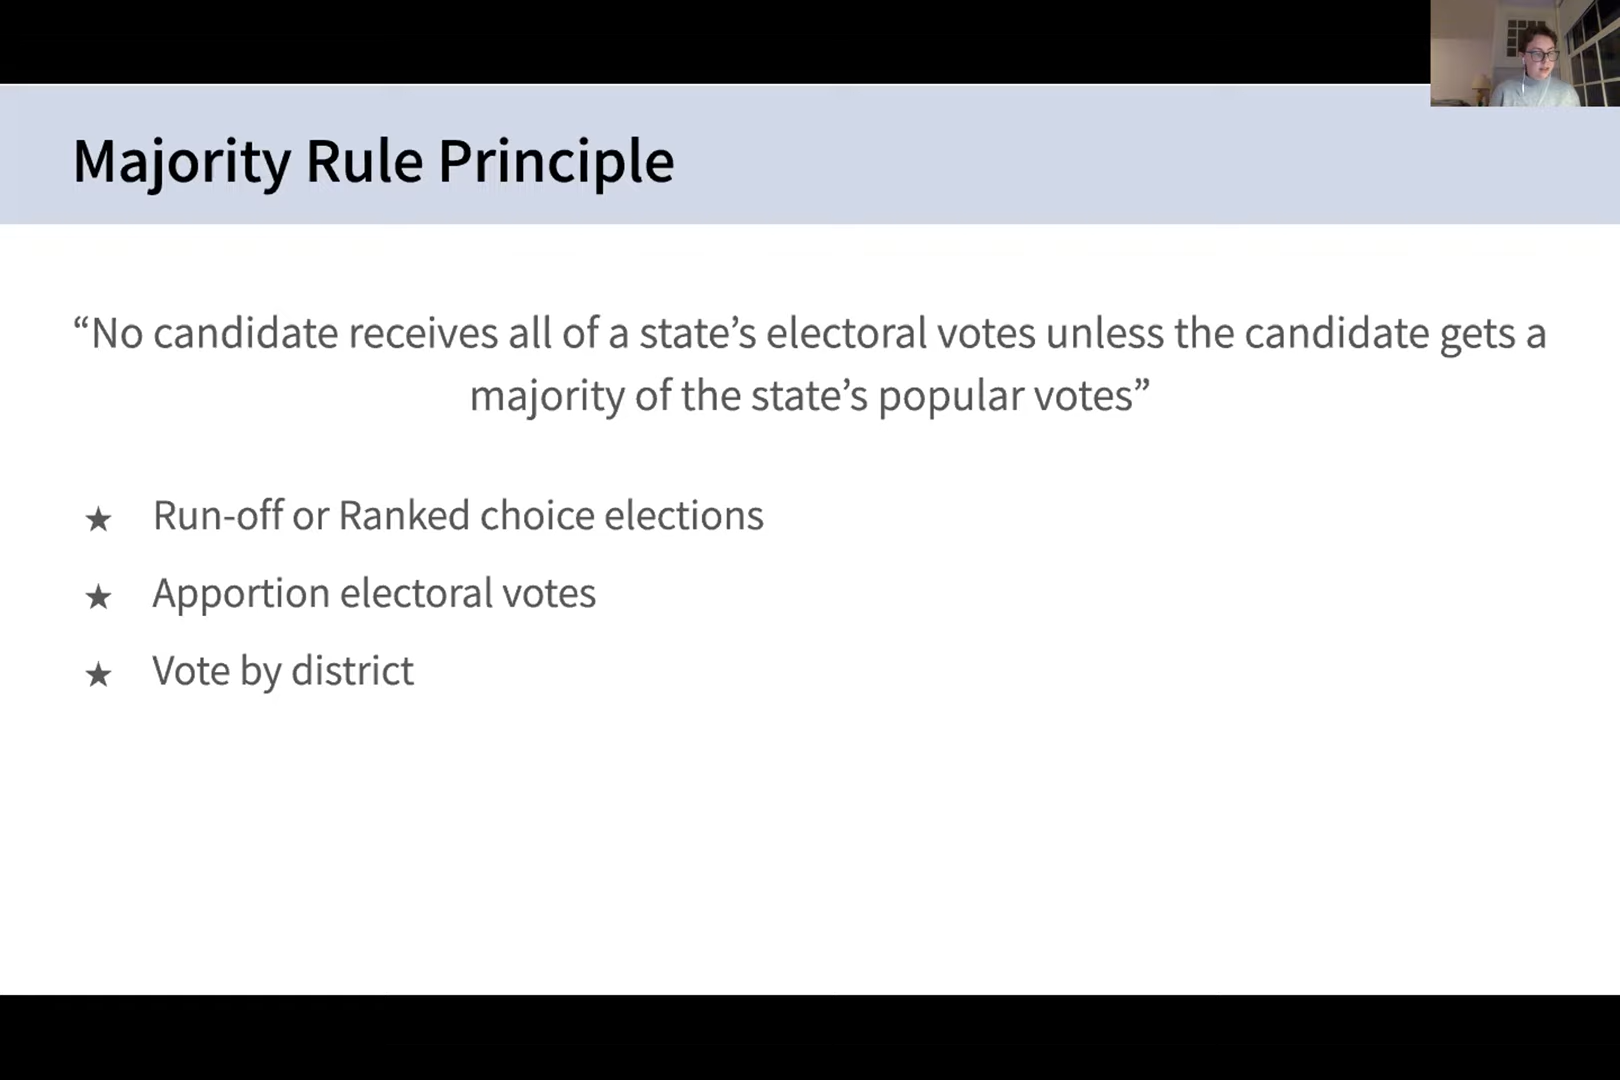 Majority Rule Principle
“No candidate receives all of a state’s electoral votes unless the candidate gets a
majority of the state’s popular votes”
★ Run-off or Ranked choice elections
★ Apportion electoral votes
★ Vote by district